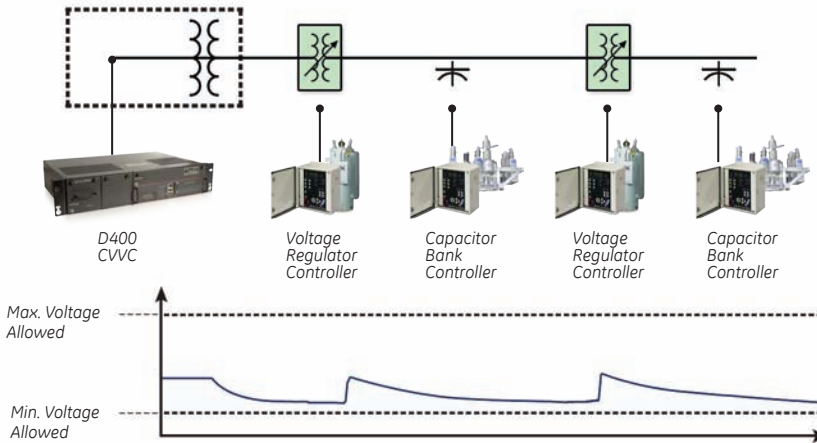 D400
CVVC
Voltage
Regulator
Controller
Capacitor
Bank
Controller
Voltage
Regulator
Controller
Capacitor
Bank
Controller
Max. Voltage
Allowed
Min. Voltage
Allowed